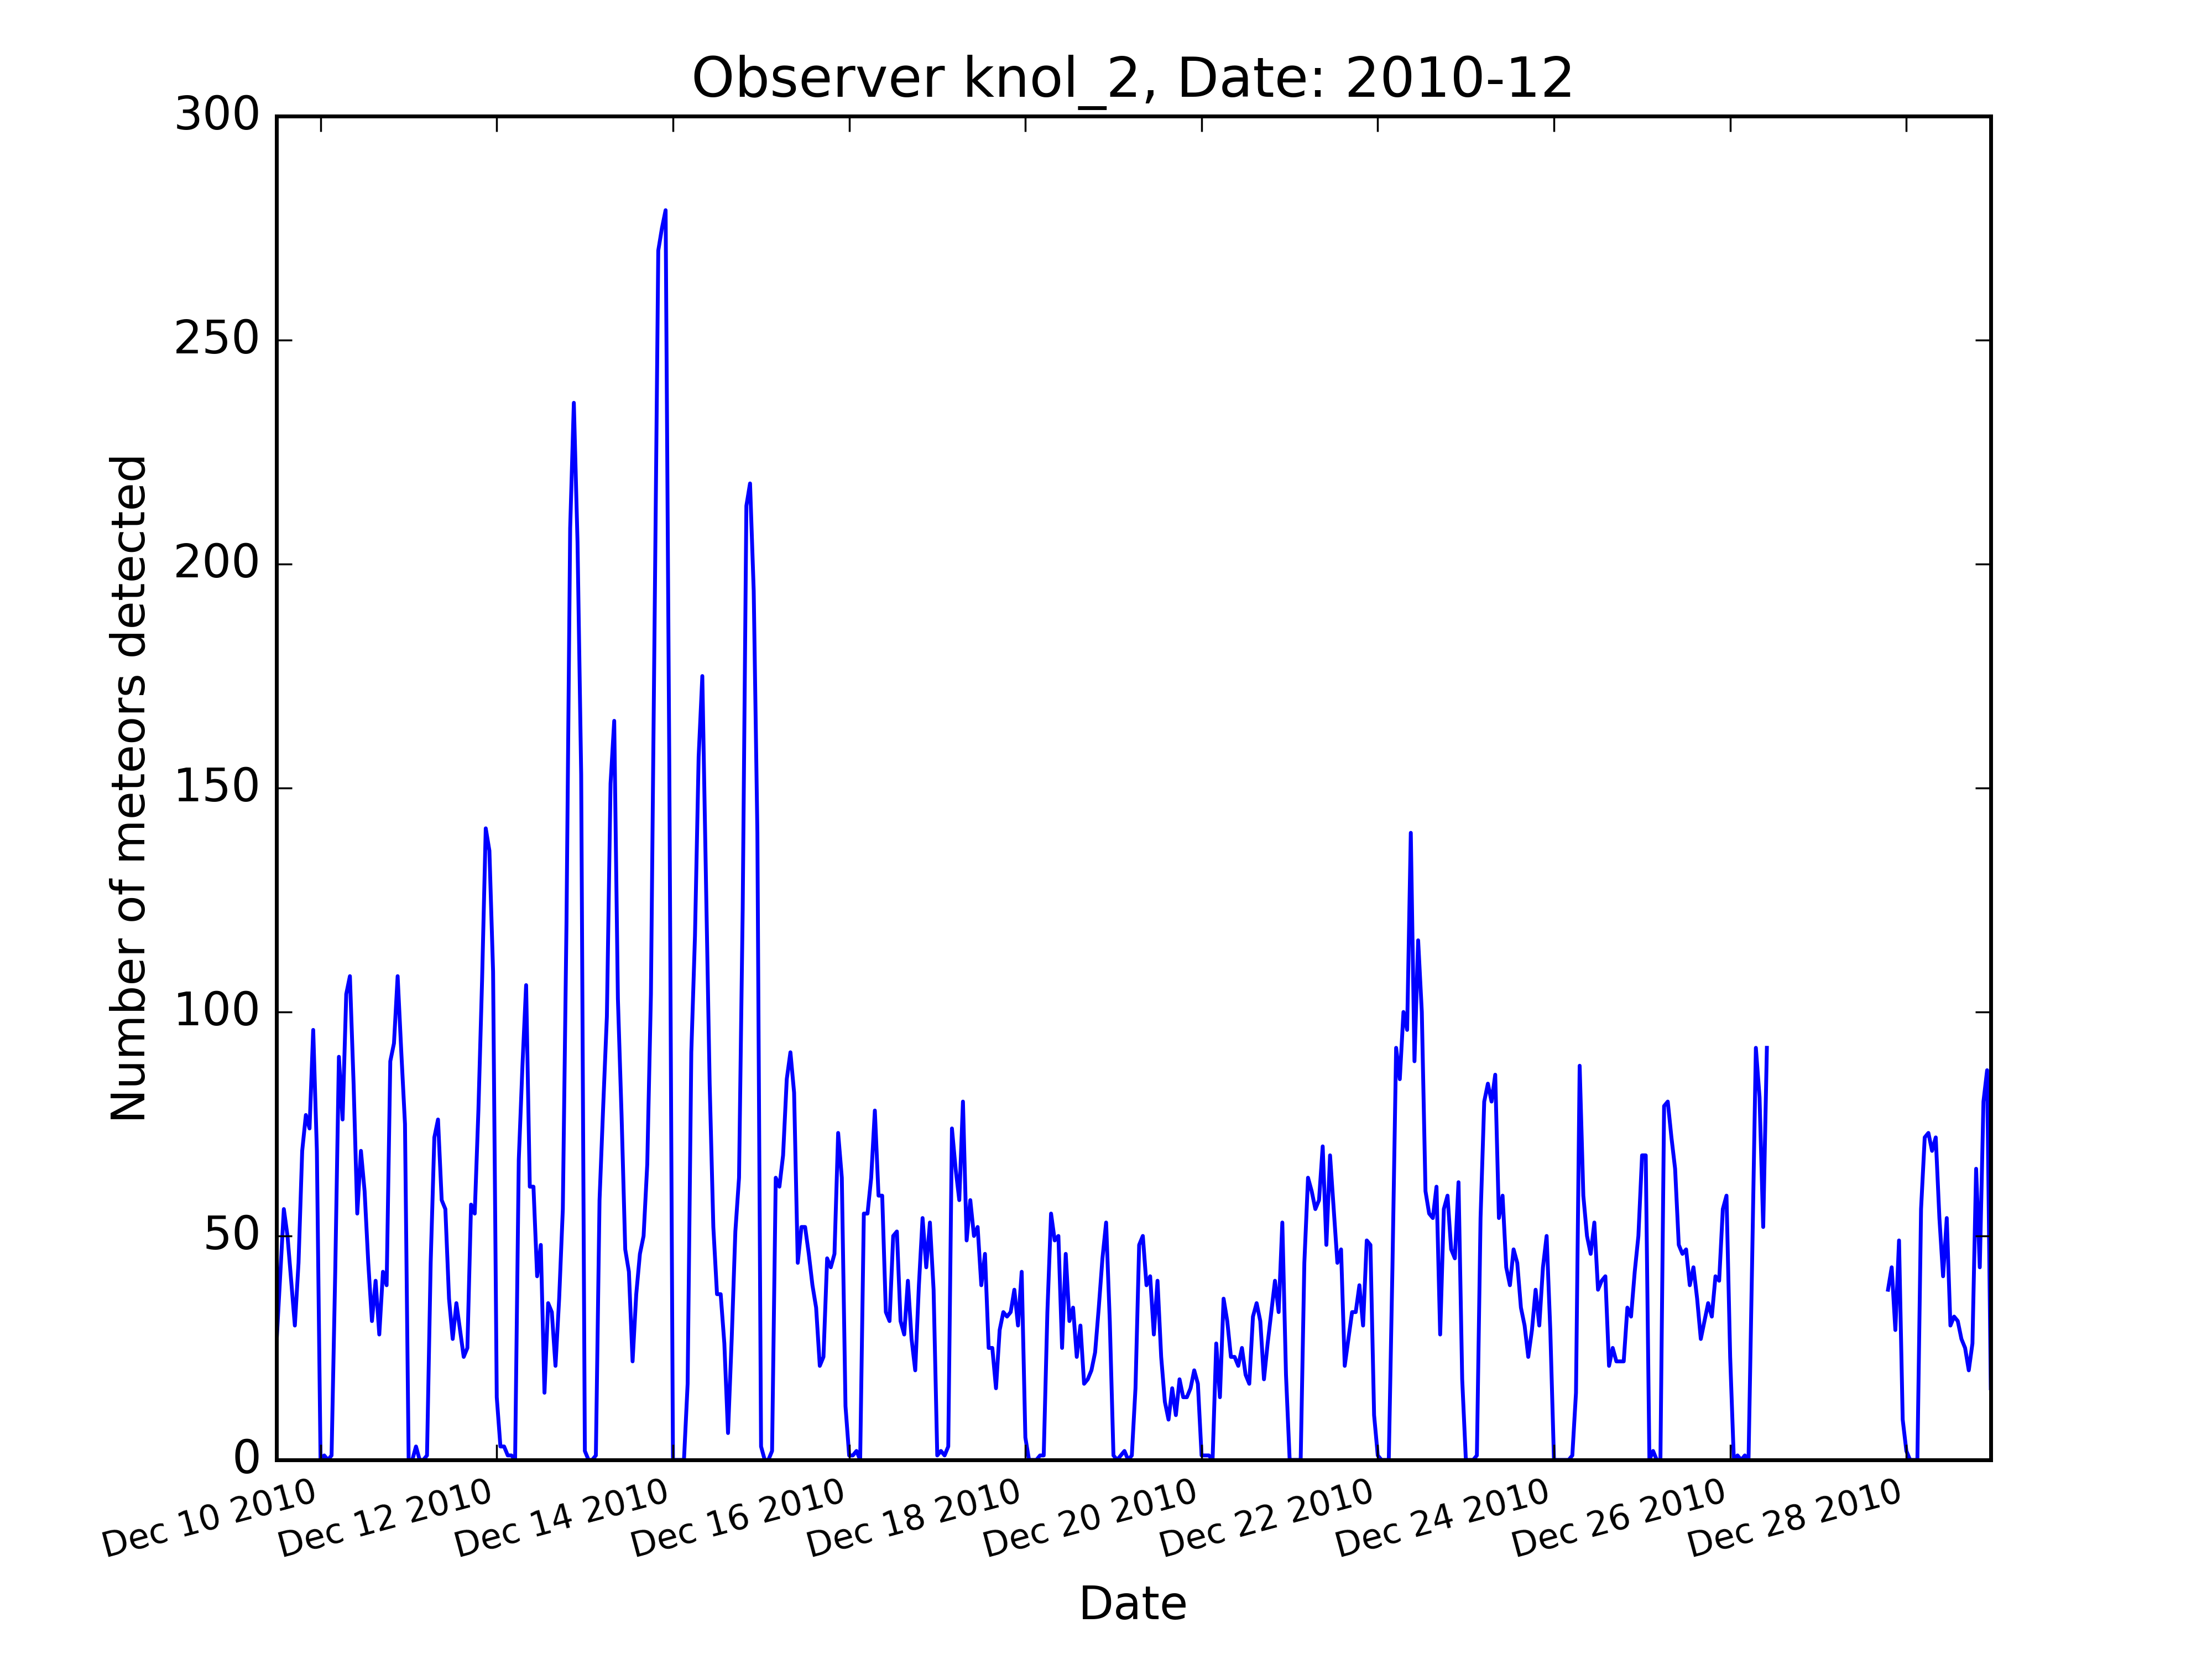 Observer knol_2, Date: 2010-12
300
250
200
150
100
50
0
Number of meteors detected
Dec 10 2010
Dec 12 2010
Dec 14 2010
Dec 16 2010
Dec 18 2010
Dec 20 2010
Dec 22 2010
Dec 24 2010
Dec 26 2010
Dec 28 2010
Date